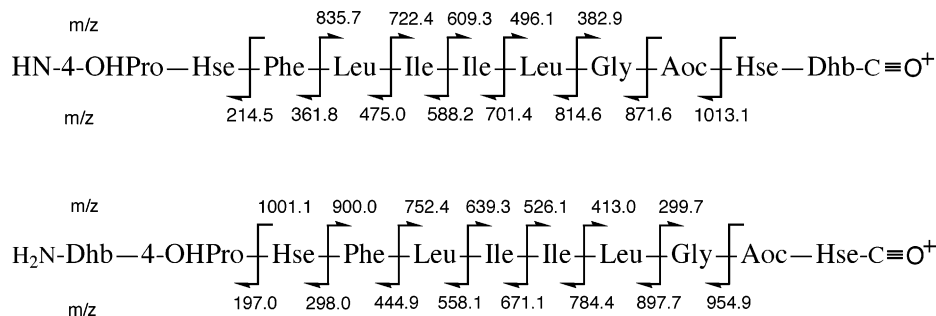 m/z 835.7 722.4 609.3 496.1 382.9
HN-4-OHPro—Hse Phe Leu Ile Ile Leu Gly Aoc Hse—Dhb-C≡O+
m/z 214.5 361.8 475.0 588.2 701.4 814.6 871.6 1013.1
m/z 1001.1 900.0 752.4 639.3 526.1 413.0 299.7
H2N-Dhb—4-OHPro Hse Phe Leu Ile Ile Leu Gly Aoc—Hse-C≡O+
m/z 197.0 298.0 444.9 558.1 671.1 784.4 897.7 954.9